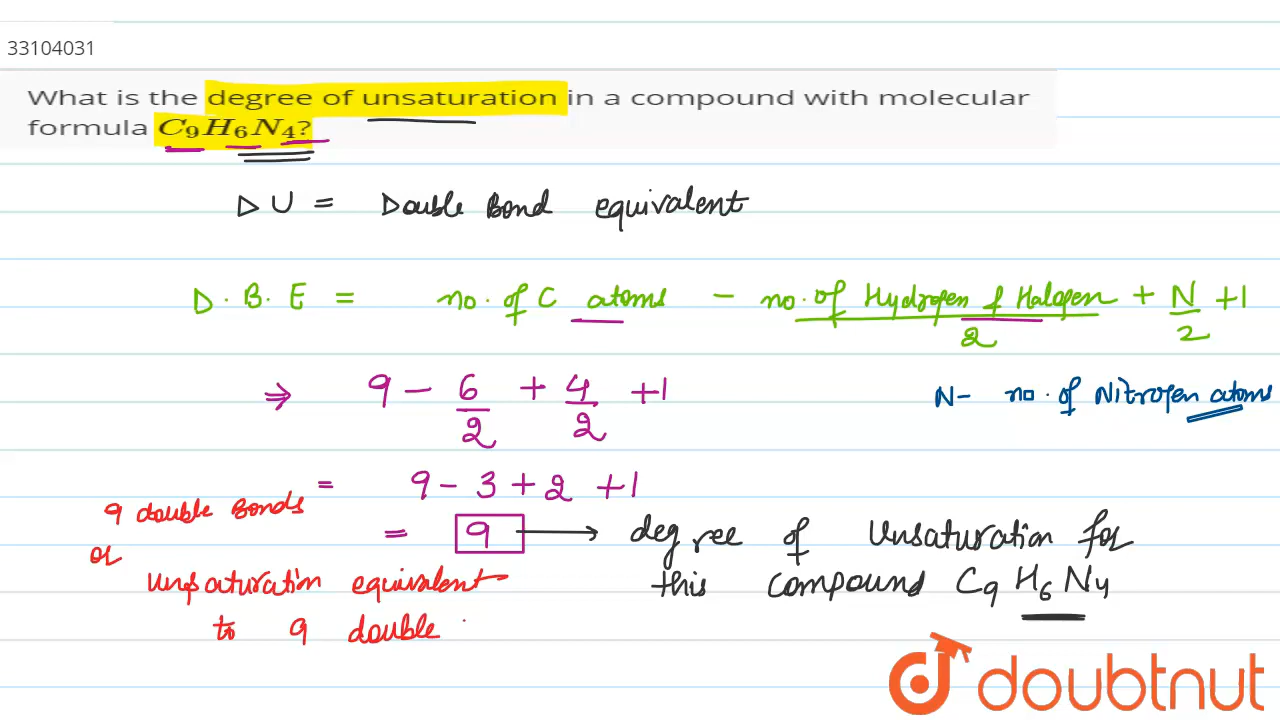 33104031
What is the degree of unsaturation in a compound with molecular
formula C₉H₆N₄?
DU = Double Bond equivalent
D.B.E = no. of C atoms - no. of Hydrogen & Halogen / 2 + N/2 + 1
⇒ 9 - 6/2 + 4/2 + 1
N- no. of Nitrogen atoms
= 9 - 3 + 2 + 1
= 9 → degree of Unsaturation for
this compound C₉ H₆ N₄
9 double Bonds
or
Unsaturation equivalent
to 9 double
doubtnut